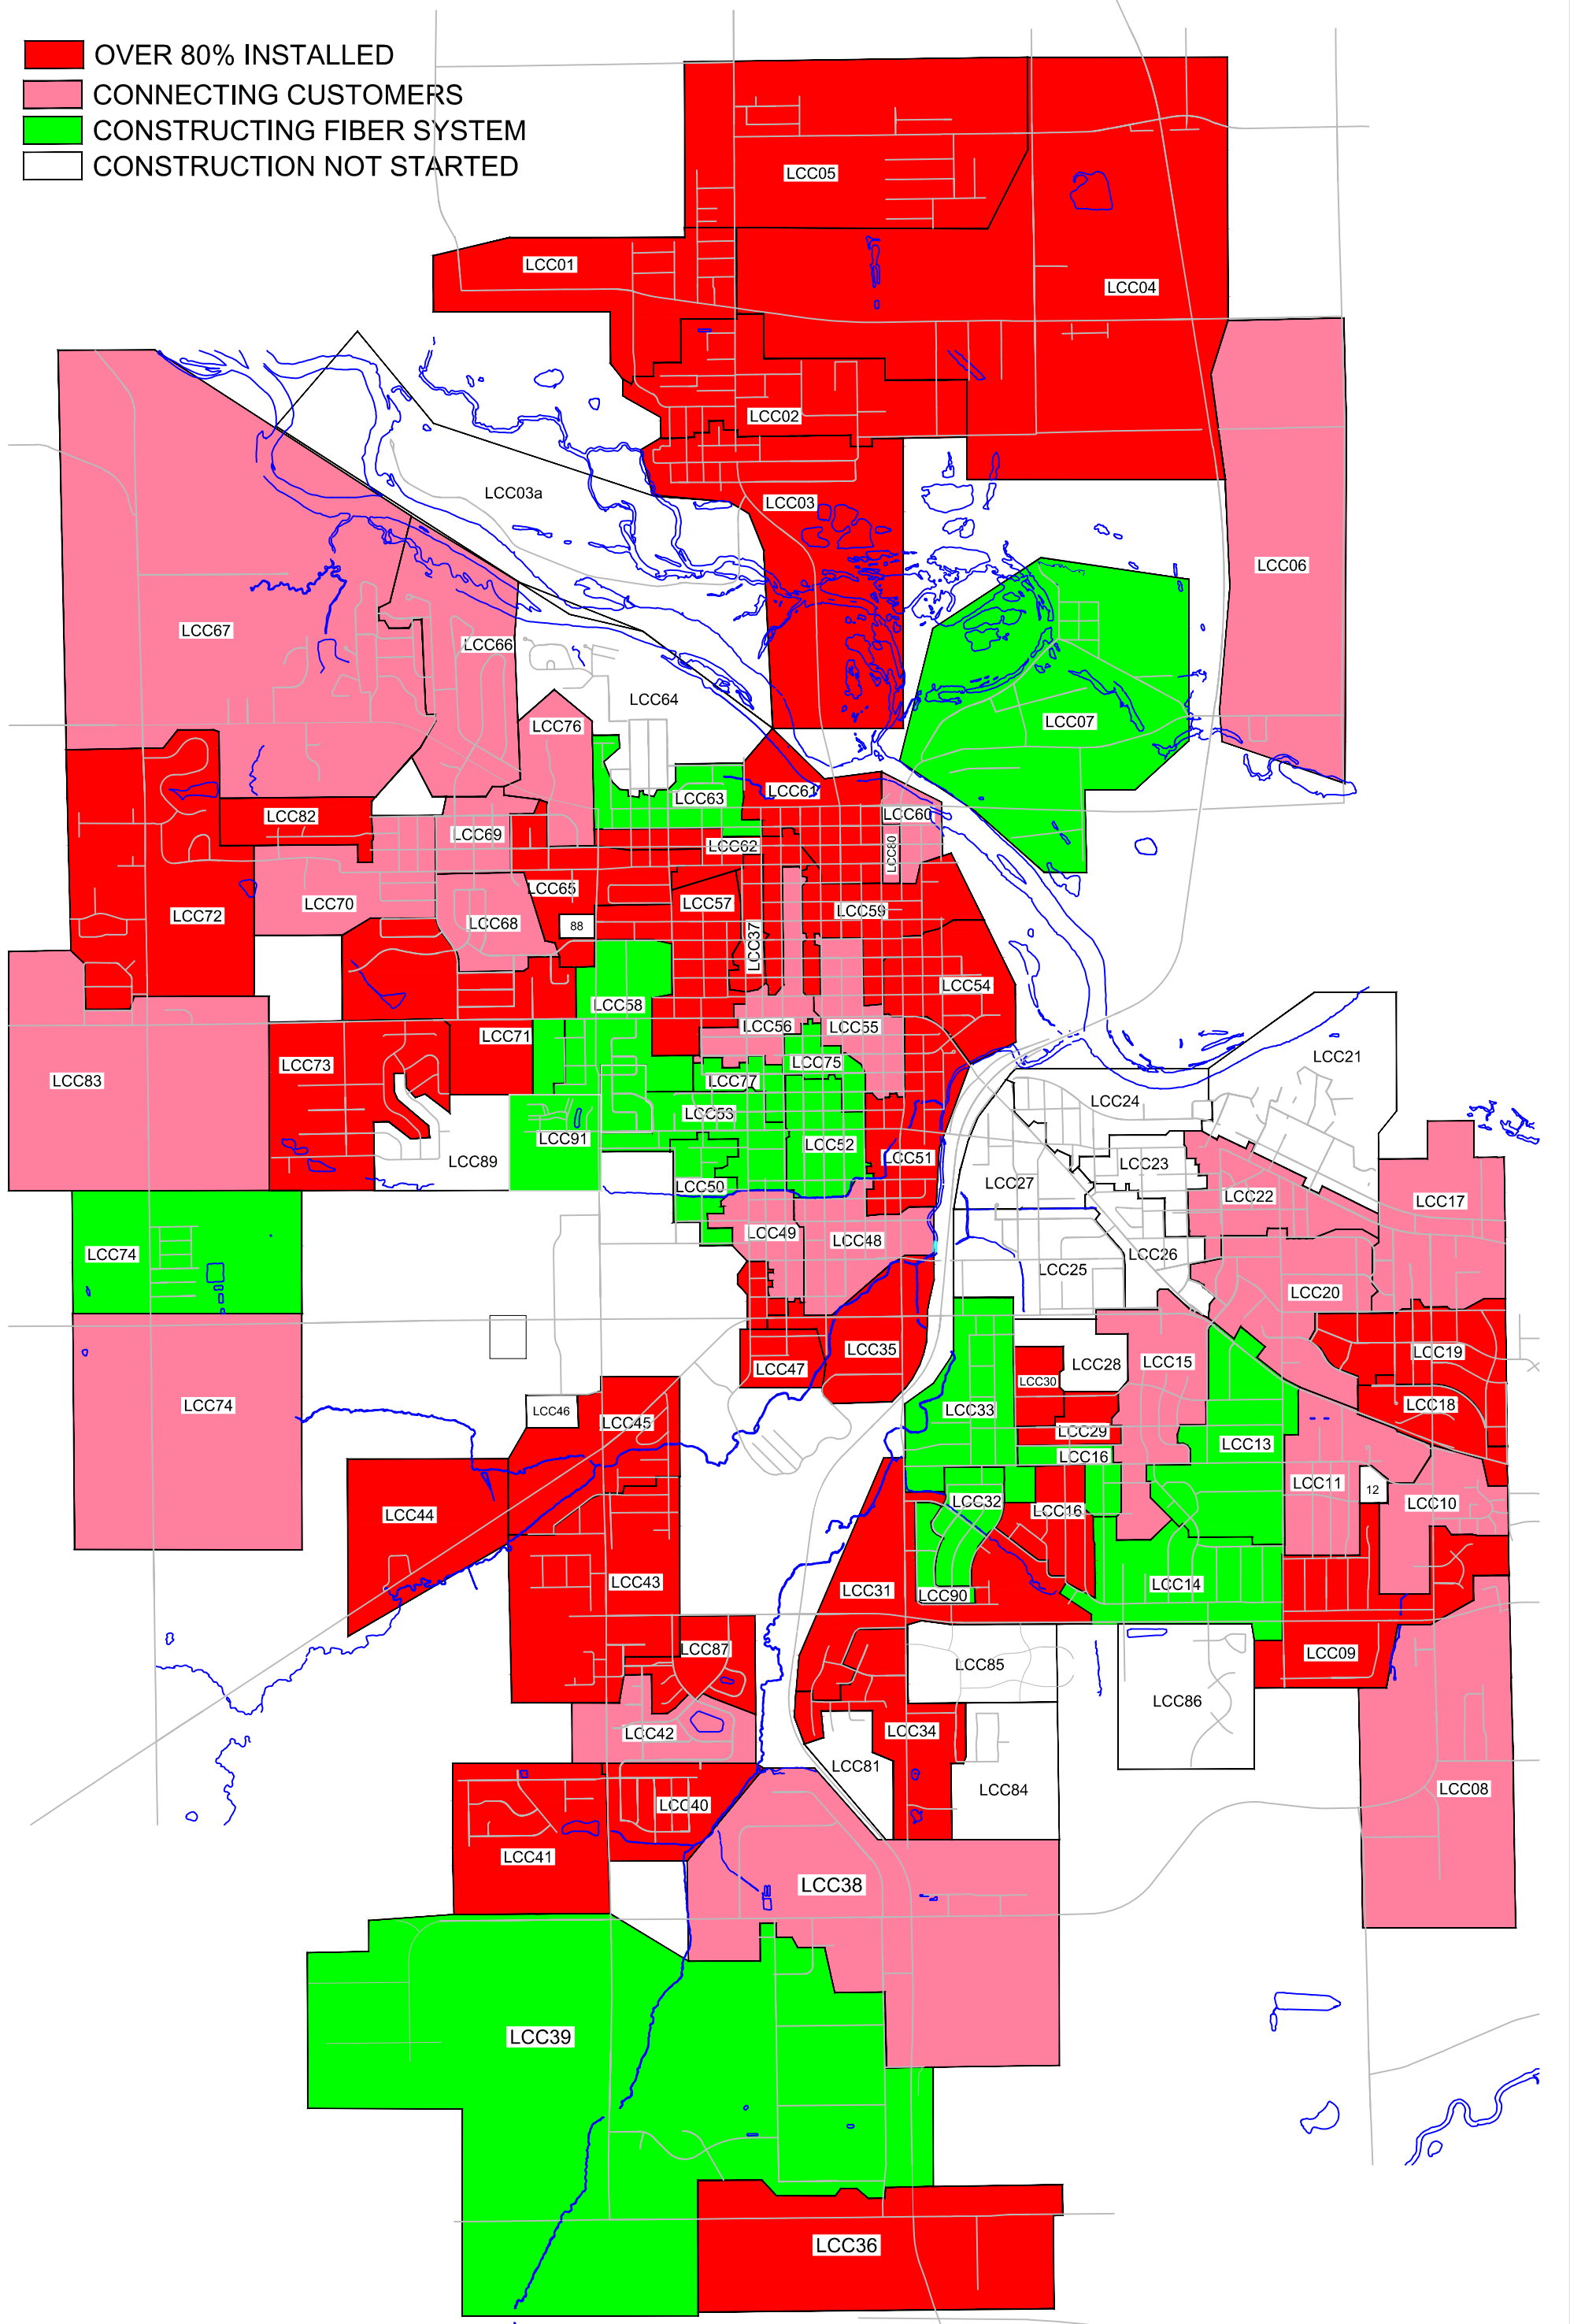 OVER 80% INSTALLED
CONNECTING CUSTOMERS
CONSTRUCTING FIBER SYSTEM
CONSTRUCTION NOT STARTED
LCC05
LCC01
LCC04
LCC02
LCC03a
LCC03
LCC06
LCC67
LCC66
LCC64
LCC76
LCC07
LCC61
LCC63
LCC82
LCC60
LCC69
LCC62
LCC80
LCC65
LCC70
LCC57
LCC59
LCC72
LCC68
88
LCC37
LCC54
LCC58
LCC56
LCC55
LCC71
LCC73
LCC75
LCC21
LCC83
LCC77
LCC24
LCC53
LCC91
LCC52
LCC51
LCC89
LCC23
LCC27
LCC50
LCC22
LCC17
LCC49
LCC48
LCC74
LCC26
LCC25
LCC20
LCC35
LCC19
LCC15
LCC28
LCC47
LCC30
LCC74
LCC46
LCC33
LCC18
LCC45
LCC29
LCC13
LCC16
LCC11
12
LCC32
LCC10
LCC44
LCC16
LCC43
LCC31
LCC14
LCC90
LCC87
LCC09
LCC85
LCC86
LCC42
LCC34
LCC81
LCC84
LCC08
LCC40
LCC41
LCC38
LCC39
LCC36